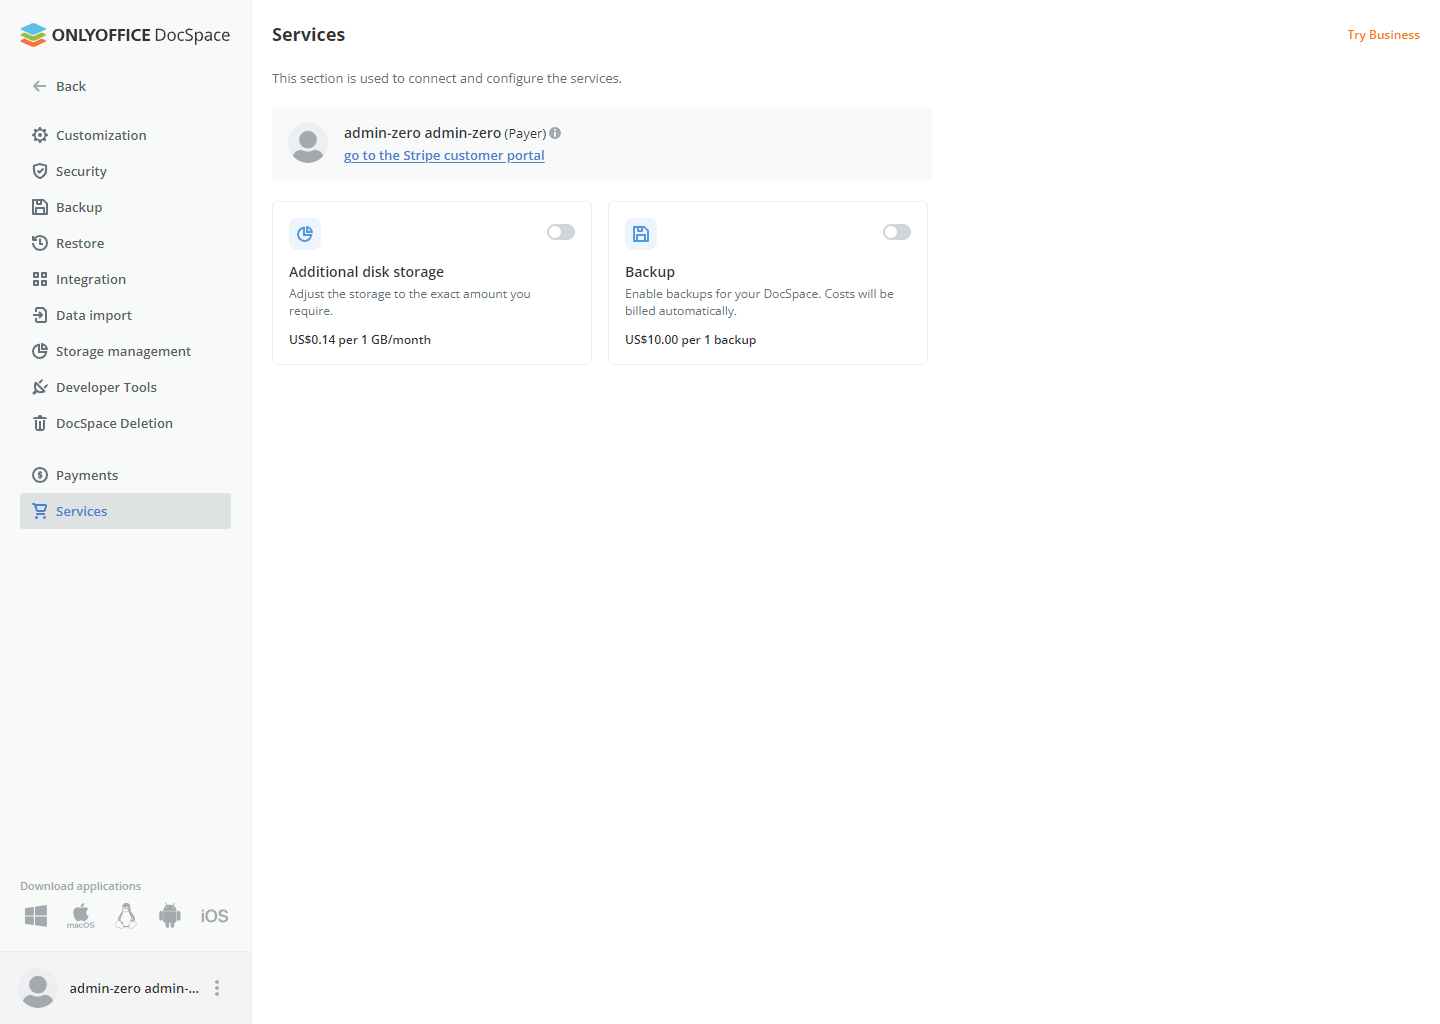 ONLYOFFICE DocSpace
Back
Customization
Security
Backup
Restore
Integration
Data import
Storage management
Developer Tools
DocSpace Deletion
Payments
Services
Download applications
macOS
iOS
admin-zero admin-...
Services
Try Business
This section is used to connect and configure the services.
admin-zero admin-zero (Payer)
go to the Stripe customer portal
Additional disk storage
Adjust the storage to the exact amount you
require.
US$0.14 per 1 GB/month
Backup
Enable backups for your DocSpace. Costs will be
billed automatically.
US$10.00 per 1 backup